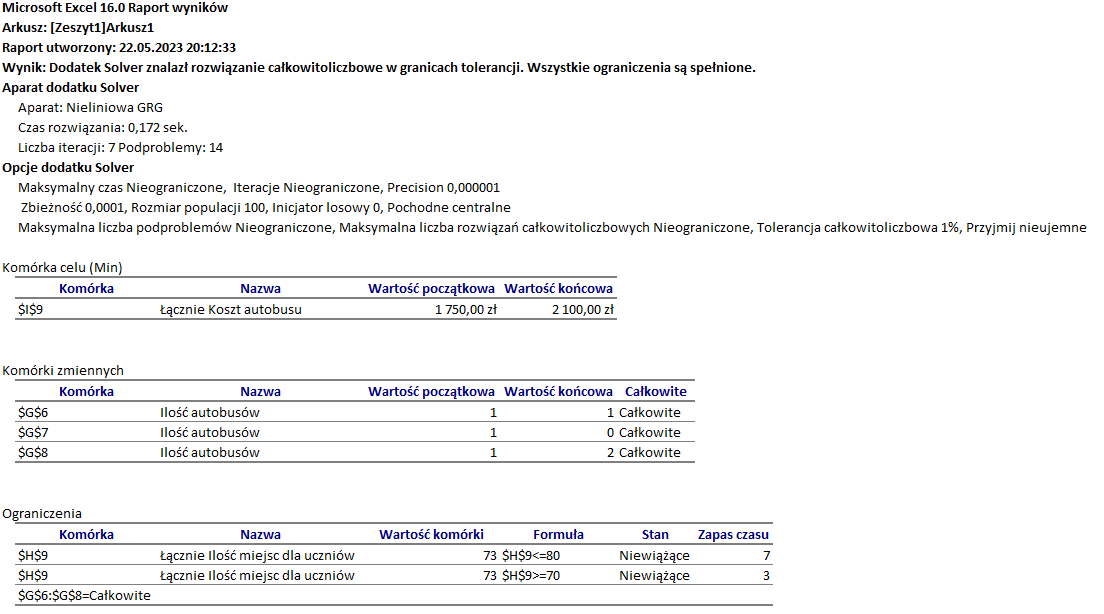 Microsoft Excel 16.0 Raport wyników
Arkusz: [Zeszyt1]Arkusz1
Raport utworzony: 22.05.2023 20:12:33
Wynik: Dodatek Solver znalazł rozwiązanie całkowitoliczbowe w granicach tolerancji. Wszystkie ograniczenia są spełnione.
Aparat dodatku Solver
Aparat: Nieliniowa GRG
Czas rozwiązania: 0,172 sek.
Liczba iteracji: 7 Podproblemy: 14
Opcje dodatku Solver
Maksymalny czas Nieograniczone, Iteracje Nieograniczone, Precision 0,000001
Zbieżność 0,0001, Rozmiar populacji 100, Inicjator losowy 0, Pochodne centralne
Maksymalna liczba podproblemów Nieograniczone, Maksymalna liczba rozwiązań całkowitoliczbowych Nieograniczone, Tolerancja całkowitoliczbowa 1%, Przyjmij nieujemne
Komórka celu (Min)
Komórka Nazwa Wartość początkowa Wartość końcowa
$I$9 Łącznie Koszt autobusu 1 750,00 zł 2 100,00 zł
Komórki zmiennych
Komórka Nazwa Wartość początkowa Wartość końcowa Całkowite
$G$6 Ilość autobusów 1 1 Całkowite
$G$7 Ilość autobusów 1 0 Całkowite
$G$8 Ilość autobusów 1 2 Całkowite
Ograniczenia
Komórka Nazwa Wartość komórki Formuła Stan Zapas czasu
$H$9 Łącznie Ilość miejsc dla uczniów 73 $H$9<=80 Niewiążące 7
$H$9 Łącznie Ilość miejsc dla uczniów 73 $H$9>=70 Niewiążące 3
$G$6:$G$8=Całkowite